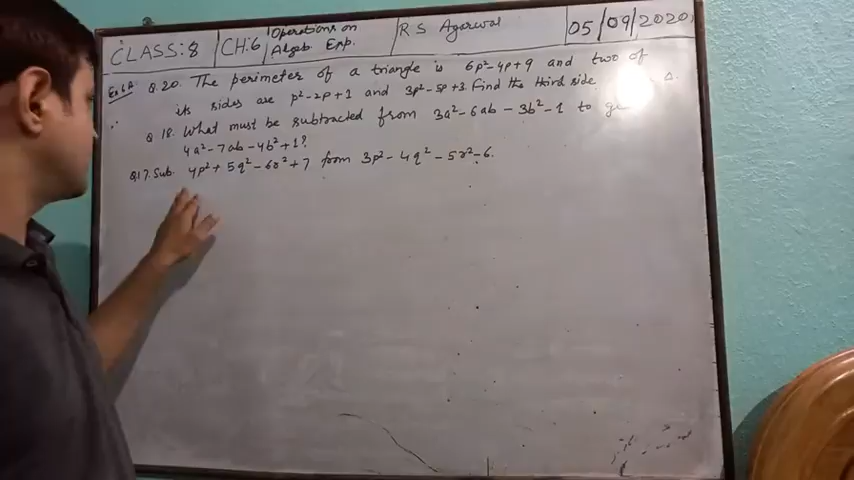 CLASS:8 CH:6 Operations on Algeb. Exp. R S Agarwal 05/09/2020
Ex 6A Q.20. The perimeter of a triangle is 6p²-4p+9 and two of
its sides are p²-2p+1 and 3p²-5p+3. Find the third side Δ.
Q 18. What must be subtracted from 3a²-6ab-3b²-1 to
4a²-7ab-4b²+1?
Q.17. Sub. 4p²+5q²-6r²+7 from 3p²-4q²-5r²-6.